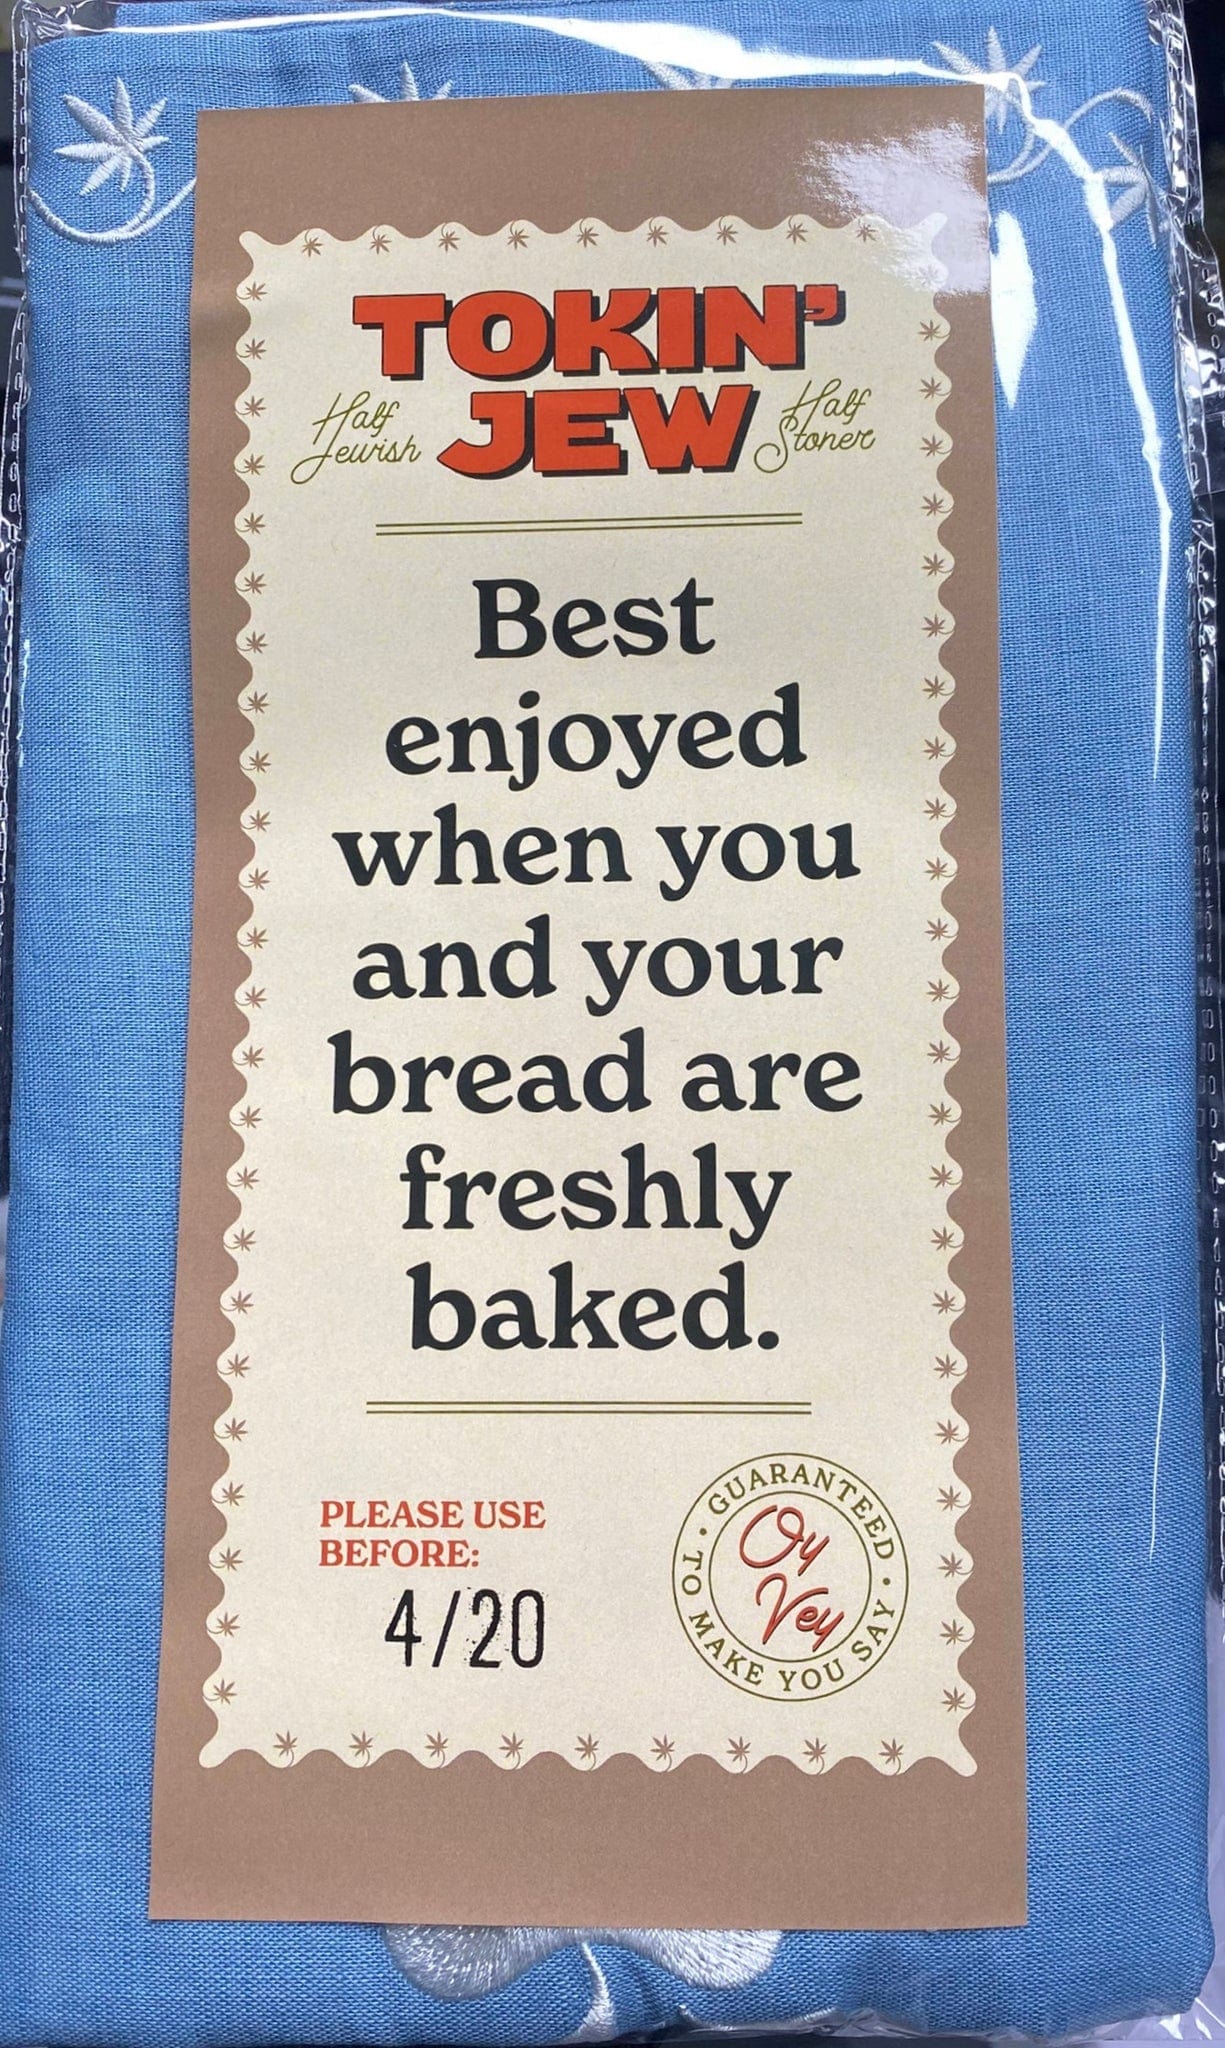 TOKIN'
JEW
Half
Jewish
Half
Stoner
Best
enjoyed
when you
and your
bread are
freshly
baked.
PLEASE USE
BEFORE:
4/20
GUARANTEED • TO MAKE YOU SAY •
Oy
Vey